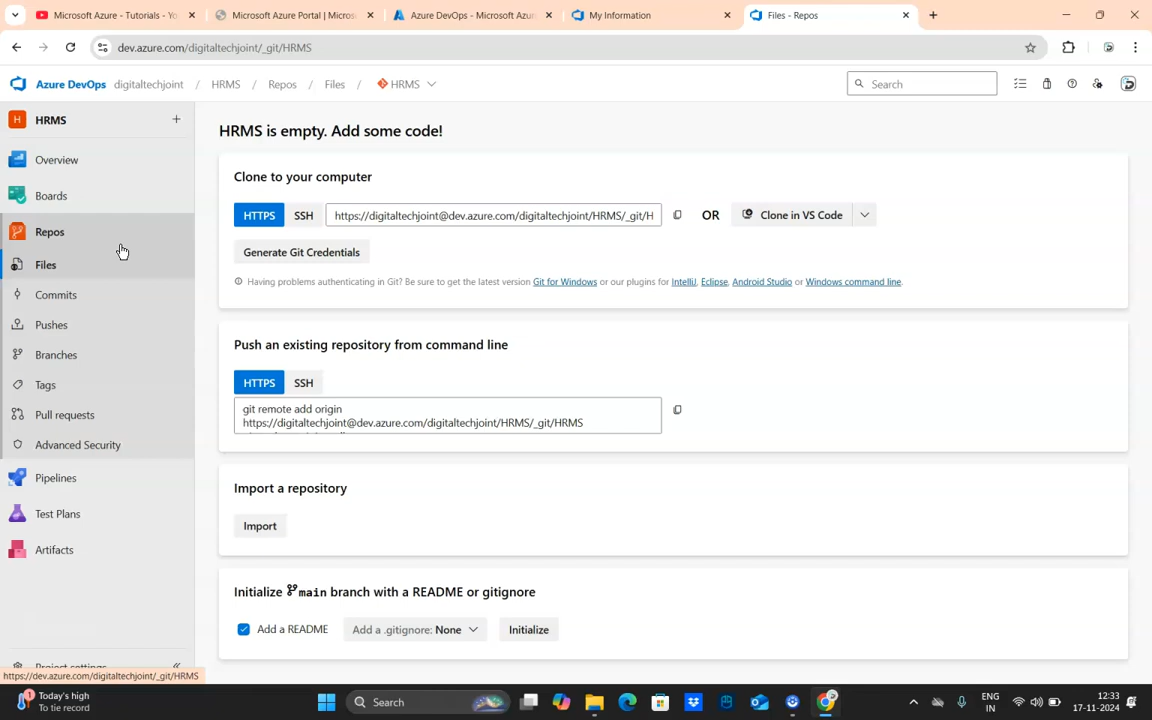 Microsoft Azure - Tutorials - Yo
Microsoft Azure Portal | Micros
Azure DevOps - Microsoft Azur
My Information
Files - Repos
dev.azure.com/digitaltechjoint/_git/HRMS
Azure DevOps digitaltechjoint / HRMS / Repos / Files / HRMS
Search
H HRMS +
Overview
Boards
Repos
Files
Commits
Pushes
Branches
Tags
Pull requests
Advanced Security
Pipelines
Test Plans
Artifacts
Project settings
https://dev.azure.com/digitaltechjoint/_git/HRMS
HRMS is empty. Add some code!
Clone to your computer
HTTPS SSH https://digitaltechjoint@dev.azure.com/digitaltechjoint/HRMS/_git/H OR Clone in VS Code
Generate Git Credentials
Having problems authenticating in Git? Be sure to get the latest version Git for Windows or our plugins for IntelliJ, Eclipse, Android Studio or Windows command line.
Push an existing repository from command line
HTTPS SSH
git remote add origin
https://digitaltechjoint@dev.azure.com/digitaltechjoint/HRMS/_git/HRMS
Import a repository
Import
Initialize main branch with a README or gitignore
Add a README Add a .gitignore: None Initialize
1 Today's high
To tie record
Search
ENG
IN
12:33
17-11-2024